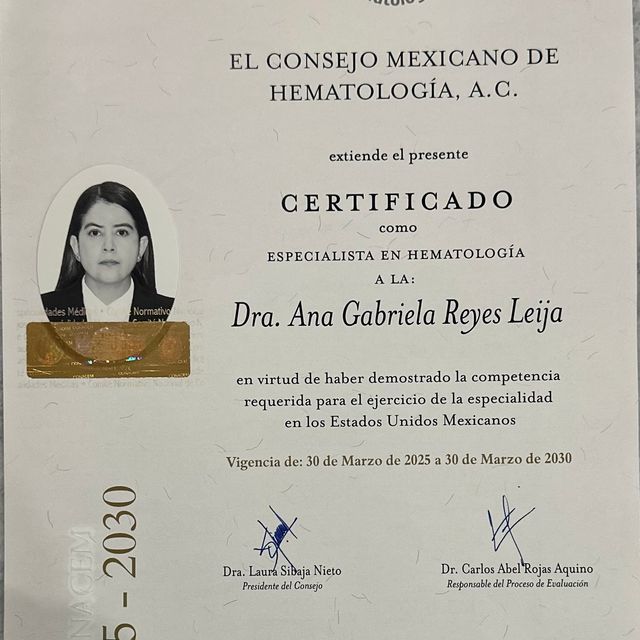 EL CONSEJO MEXICANO DE
HEMATOLOGÍA, A.C.
extiende el presente
CERTIFICADO
como
ESPECIALISTA EN HEMATOLOGÍA
A LA:
Dra. Ana Gabriela Reyes Leija
en virtud de haber demostrado la competencia
requerida para el ejercicio de la especialidad
en los Estados Unidos Mexicanos
Vigencia de: 30 de Marzo de 2025 a 30 de Marzo de 2030
Dra. Laura Sibaja Nieto
Presidente del Consejo
Dr. Carlos Abel Rojas Aquino
Responsable del Proceso de Evaluación
Comité Normativo
5 - 2030